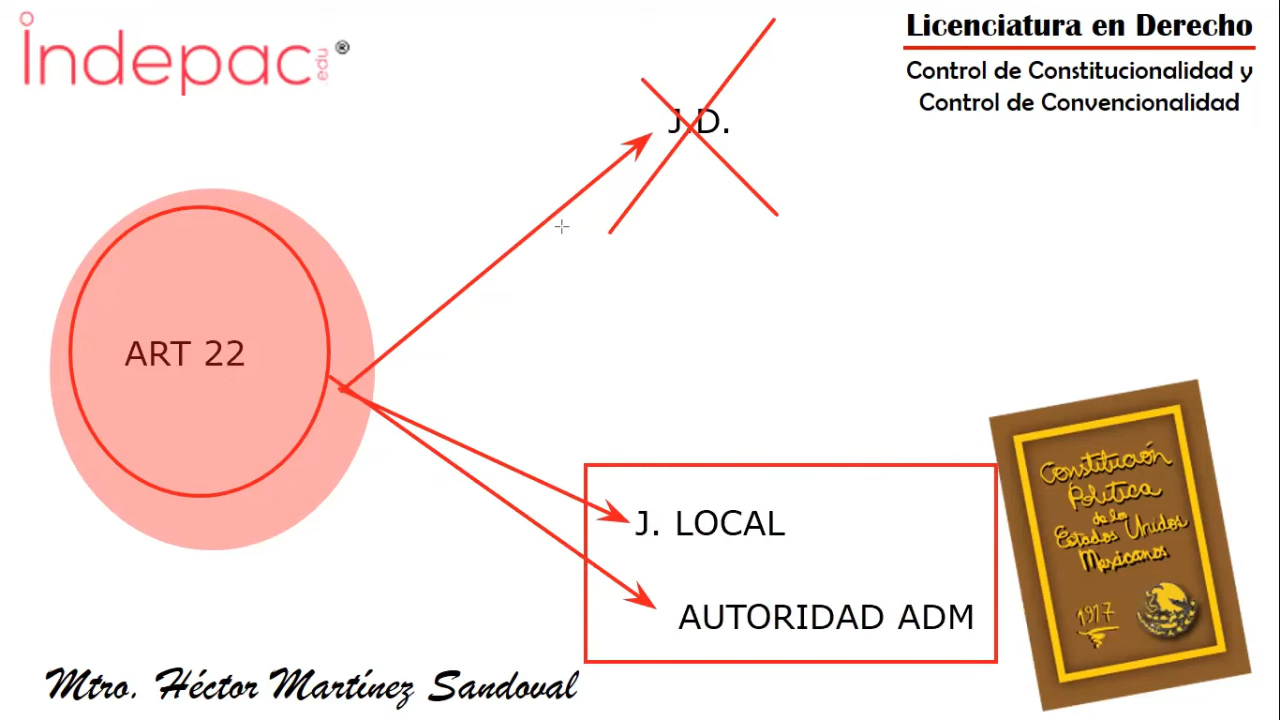 indepac edu ®
Licenciatura en Derecho
Control de Constitucionalidad y
Control de Convencionalidad
J.D.
ART 22
J. LOCAL
AUTORIDAD ADM
Constitución
Política
de los
Estados Unidos
Mexicanos
1917
Mtro. Héctor Martínez Sandoval